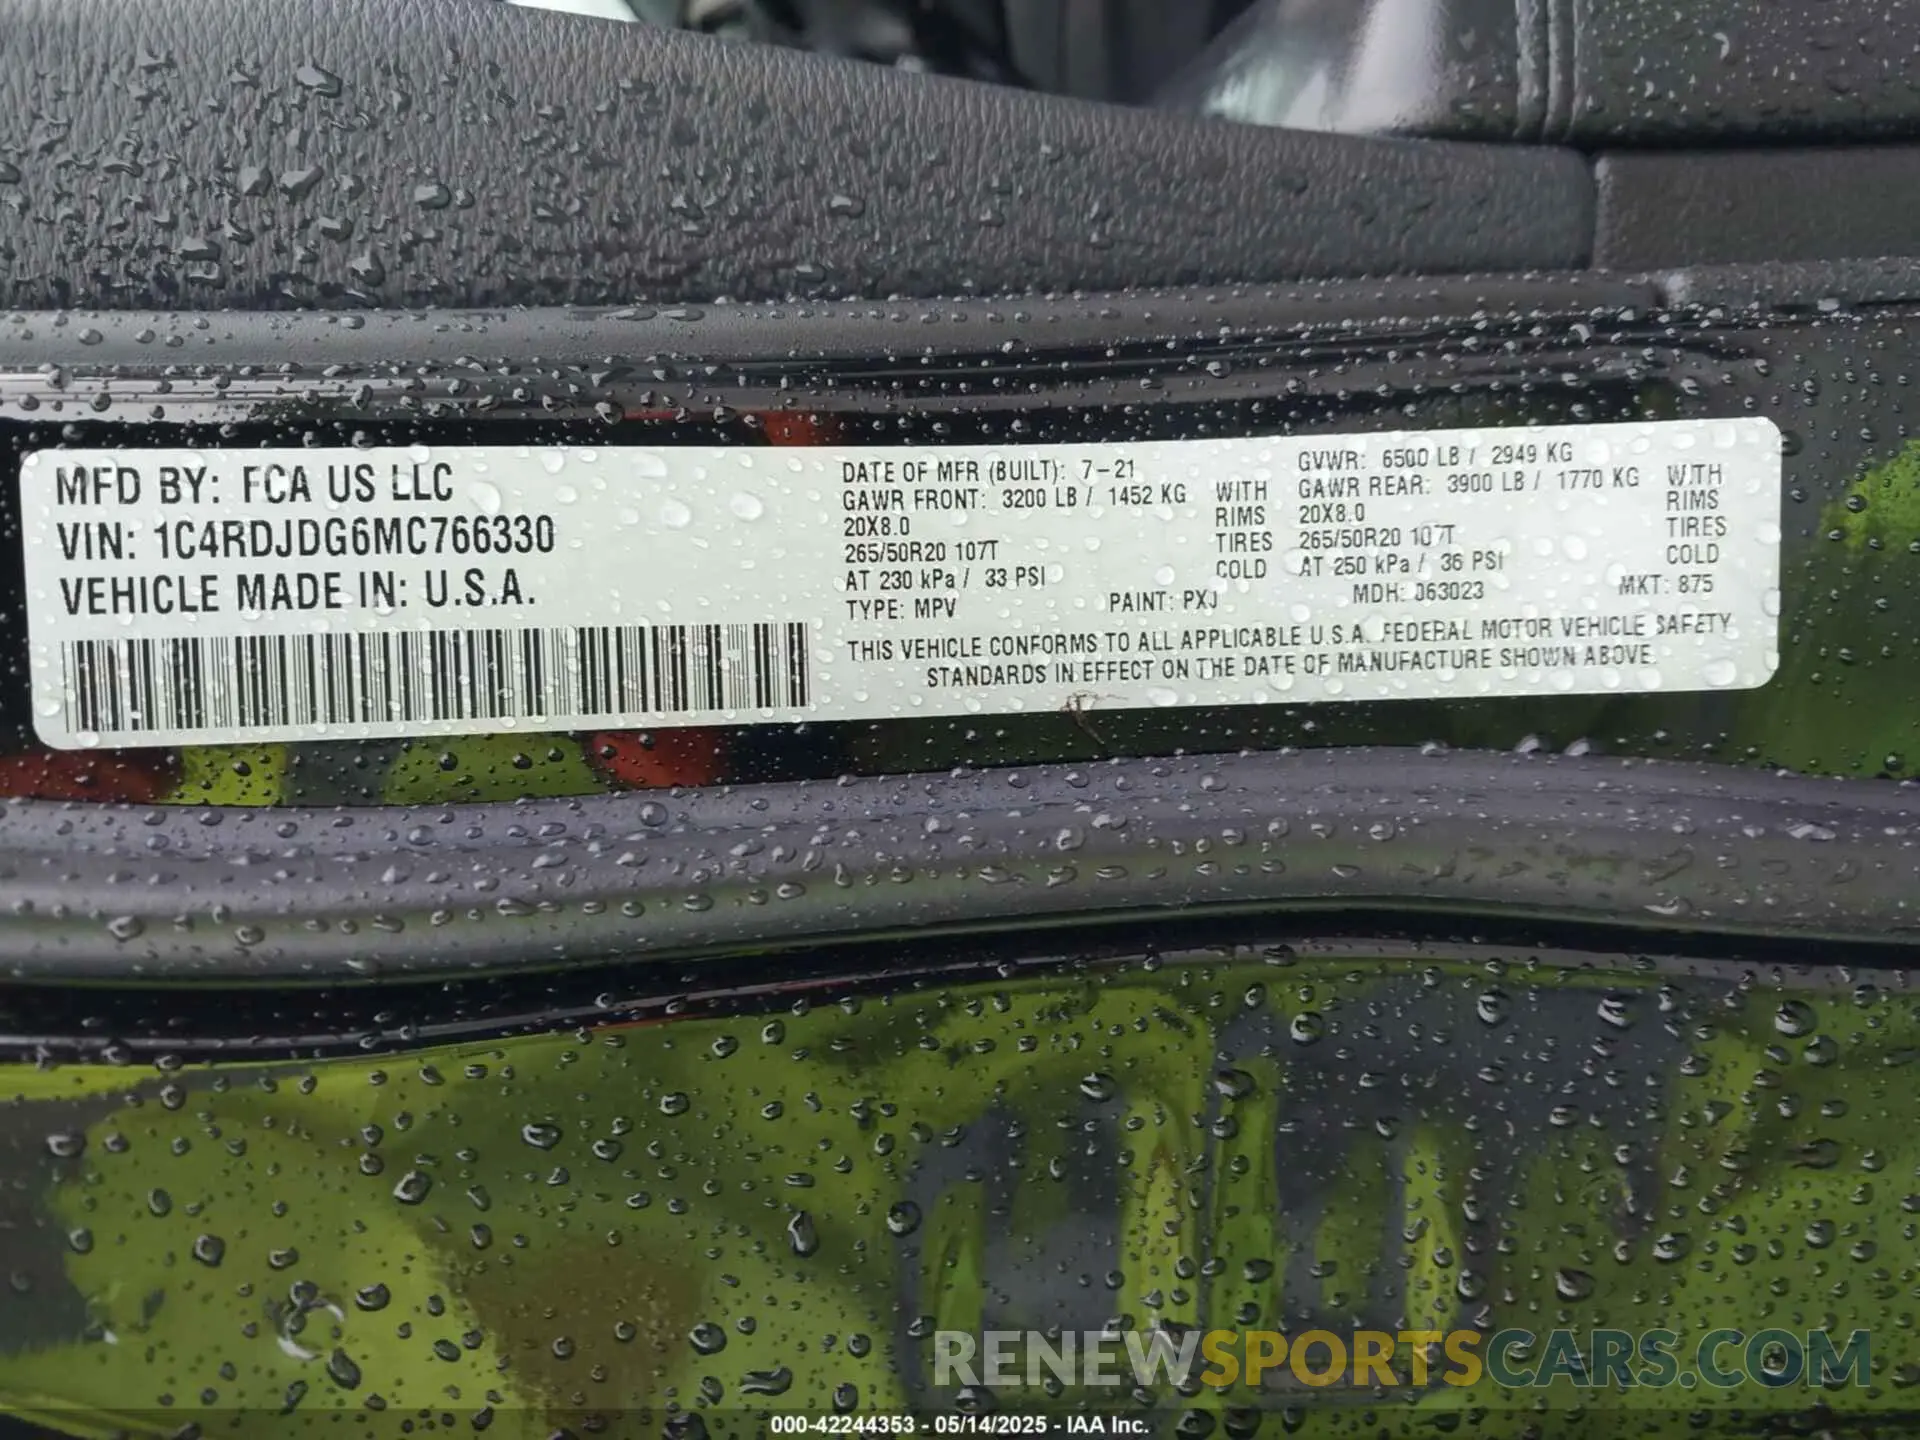 MFD BY: FCA US LLC
VIN: 1C4RDJDG6MC766330
VEHICLE MADE IN: U.S.A.
DATE OF MFR (BUILT): 7-21
GAWR FRONT: 3200 LB / 1452 KG WITH
20X8.0 RIMS
265/50R20 107T TIRES
AT 230 kPa / 33 PSI COLD
GVWR: 6500 LB / 2949 KG
GAWR REAR: 3900 LB / 1770 KG WITH
20X8.0 RIMS
265/50R20 107T TIRES
AT 250 kPa / 36 PSI COLD
TYPE: MPV PAINT: PXJ MDH: 063023 MKT: 875
THIS VEHICLE CONFORMS TO ALL APPLICABLE U.S.A. FEDERAL MOTOR VEHICLE SAFETY
STANDARDS IN EFFECT ON THE DATE OF MANUFACTURE SHOWN ABOVE.
RENEWSPORTSCARS.COM
000-42244353 - 05/14/2025 - IAA Inc.